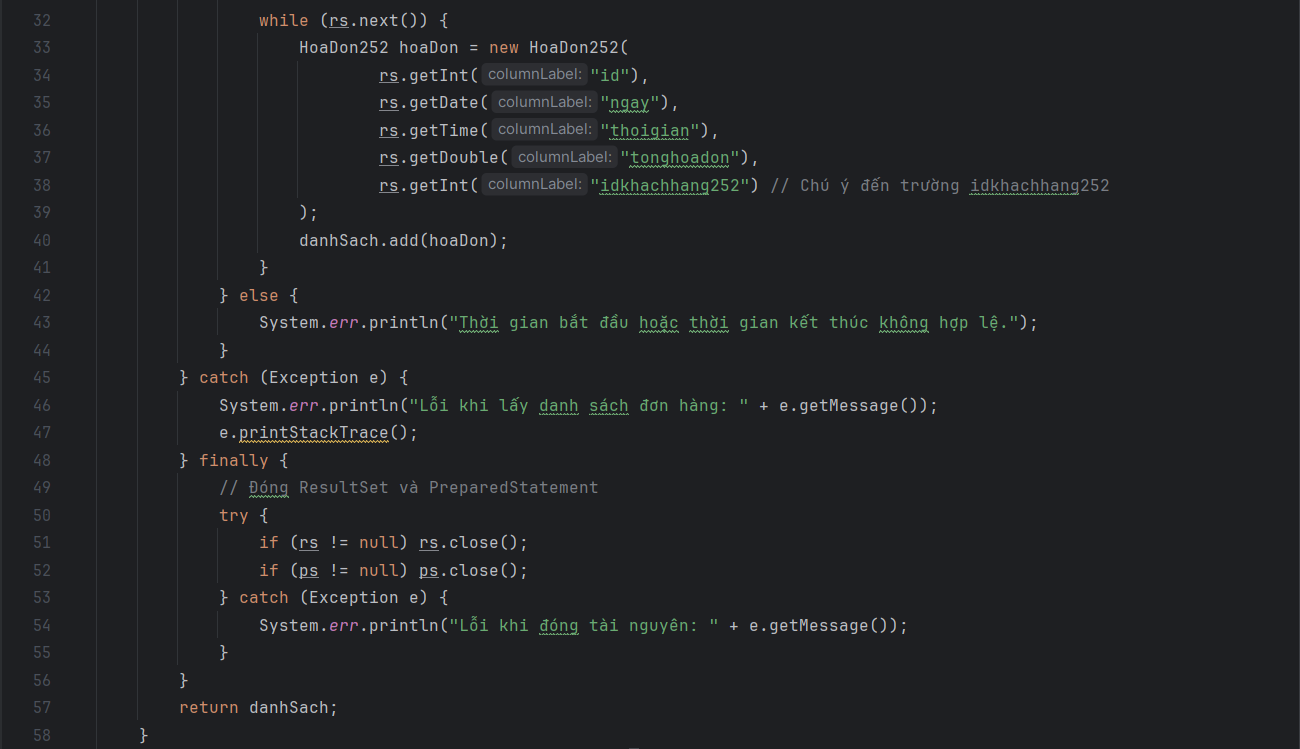 32 while (rs.next()) {
33 HoaDon252 hoaDon = new HoaDon252(
34 rs.getInt( columnLabel: "id"),
35 rs.getDate( columnLabel: "ngay"),
36 rs.getTime( columnLabel: "thoigian"),
37 rs.getDouble( columnLabel: "tonghoadon"),
38 rs.getInt( columnLabel: "idkhachhang252") // Chú ý đến trường idkhachhang252
39 );
40 danhSach.add(hoaDon);
41 }
42 } else {
43 System.err.println("Thời gian bắt đầu hoặc thời gian kết thúc không hợp lệ.");
44 }
45 } catch (Exception e) {
46 System.err.println("Lỗi khi lấy danh sách đơn hàng: " + e.getMessage());
47 e.printStackTrace();
48 } finally {
49 // Đóng ResultSet và PreparedStatement
50 try {
51 if (rs != null) rs.close();
52 if (ps != null) ps.close();
53 } catch (Exception e) {
54 System.err.println("Lỗi khi đóng tài nguyên: " + e.getMessage());
55 }
56 }
57 return danhSach;
58 }